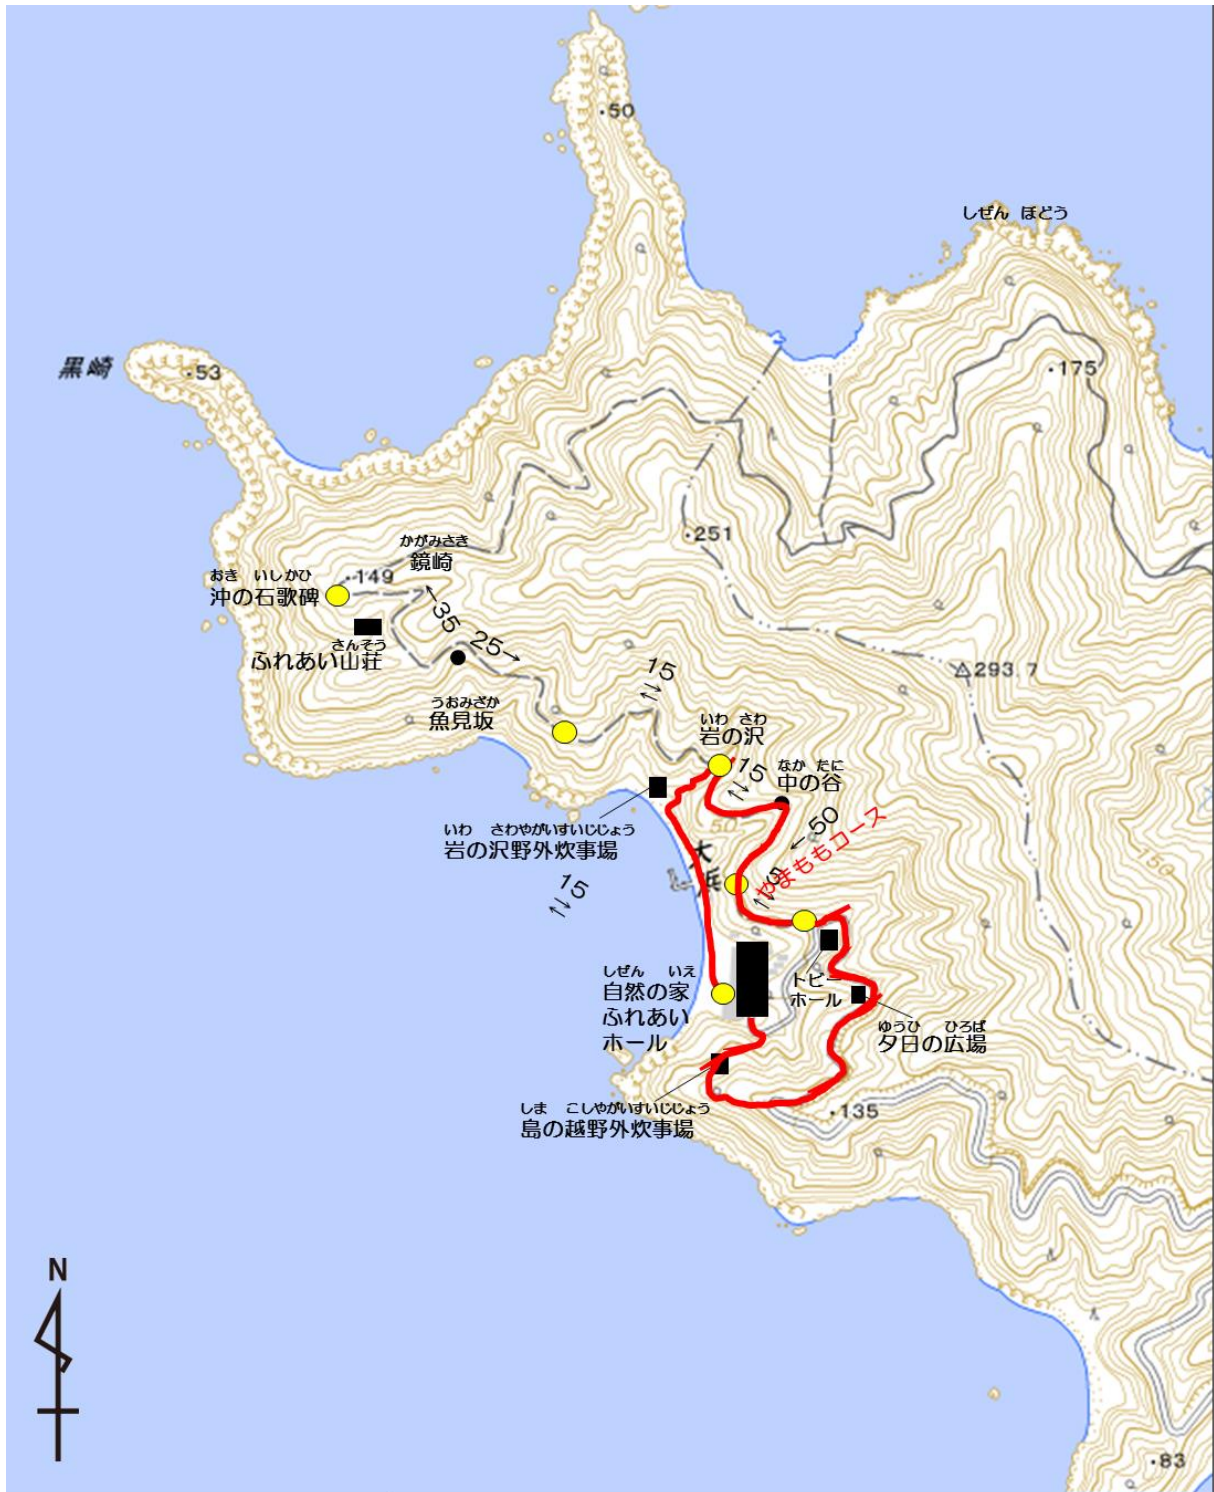 ・50
しぜん ほどう
黒崎
・53
・175
・251
かがみさき
鏡崎
・149
おき いしかひ
沖の石歌碑
←35
25→
さんそう
ふれあい山荘
うおみざか
魚見坂
15
←→
293.7
いわ さわ
岩の沢
15
←→
なか たに
中の谷
←50
50
やまももコース
いわ さわやがいすいじじょう
岩の沢野外炊事場
大浜
15
←→
150
15
←→
しぜん いえ
自然の家
ふれあい
ホール
トビー
ホール
ゆうひ ひろば
夕日の広場
しま こしやがいすいじじょう
島の越野外炊事場
・135
N
・83